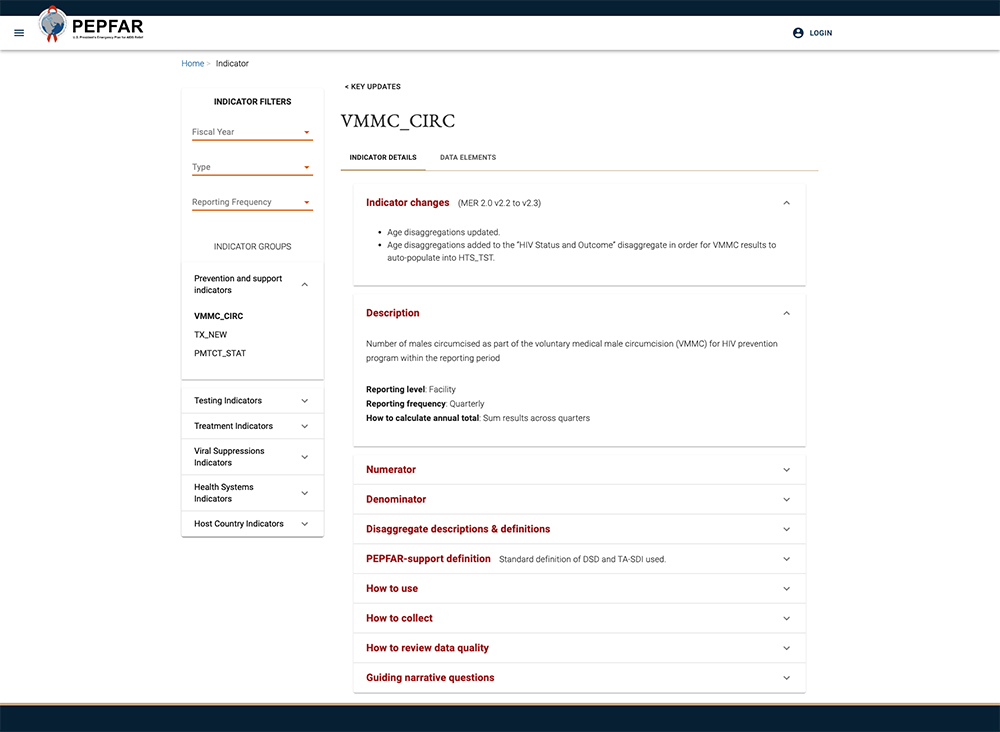 PEPFAR
U.S. President's Emergency Plan for AIDS Relief
LOGIN
Home > Indicator
INDICATOR FILTERS
Fiscal Year
Type
Reporting Frequency
INDICATOR GROUPS
Prevention and support
indicators
VMMC_CIRC
TX_NEW
PMTCT_STAT
Testing Indicators
Treatment Indicators
Viral Suppressions
Indicators
Health Systems
Indicators
Host Country Indicators
< KEY UPDATES
VMMC_CIRC
INDICATOR DETAILS
DATA ELEMENTS
Indicator changes (MER 2.0 v2.2 to v2.3)
• Age disaggregations updated.
• Age disaggregations added to the "HIV Status and Outcome" disaggregate in order for VMMC results to
auto-populate into HTS_TST.
Description
Number of males circumcised as part of the voluntary medical male circumcision (VMMC) for HIV prevention
program within the reporting period
Reporting level: Facility
Reporting frequency: Quarterly
How to calculate annual total: Sum results across quarters
Numerator
Denominator
Disaggregate descriptions & definitions
PEPFAR-support definition Standard definition of DSD and TA-SDI used.
How to use
How to collect
How to review data quality
Guiding narrative questions